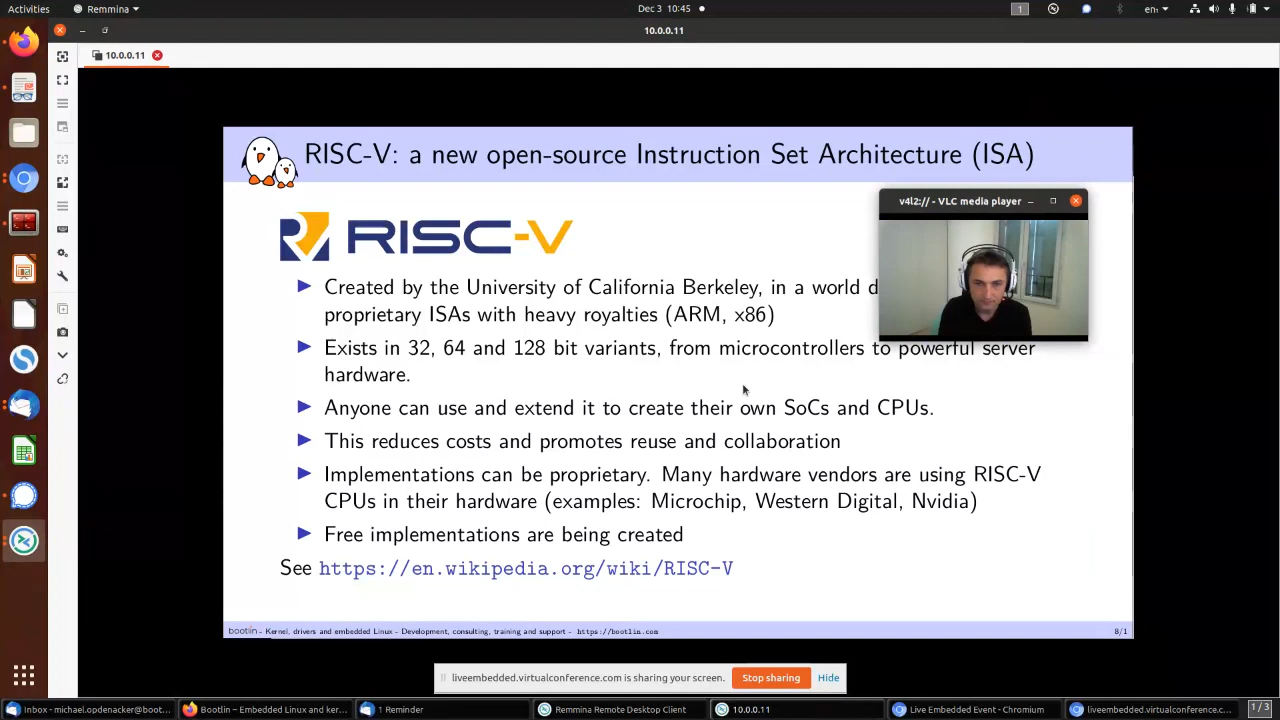 Activities
Remmina
Dec 3 10:45
1
en
10.0.0.11
10.0.0.11
RISC-V: a new open-source Instruction Set Architecture (ISA)
v4l2:// - VLC media player
RISC-V
Created by the University of California Berkeley, in a world d
proprietary ISAs with heavy royalties (ARM, x86)
Exists in 32, 64 and 128 bit variants, from microcontrollers to powerful server
hardware.
Anyone can use and extend it to create their own SoCs and CPUs.
This reduces costs and promotes reuse and collaboration
Implementations can be proprietary. Many hardware vendors are using RISC-V
CPUs in their hardware (examples: Microchip, Western Digital, Nvidia)
Free implementations are being created
See https://en.wikipedia.org/wiki/RISC-V
bootlin - Kernel, drivers and embedded Linux - Development, consulting, training and support - https://bootlin.com
8/1
liveembedded.virtualconference.com is sharing your screen.
Stop sharing
Hide
Inbox - michael.opdenacker@boot...
Bootlin – Embedded Linux and ker...
1 Reminder
Remmina Remote Desktop Client
10.0.0.11
Live Embedded Event - Chromium
liveembedded.virtualconference.c...
1 / 3